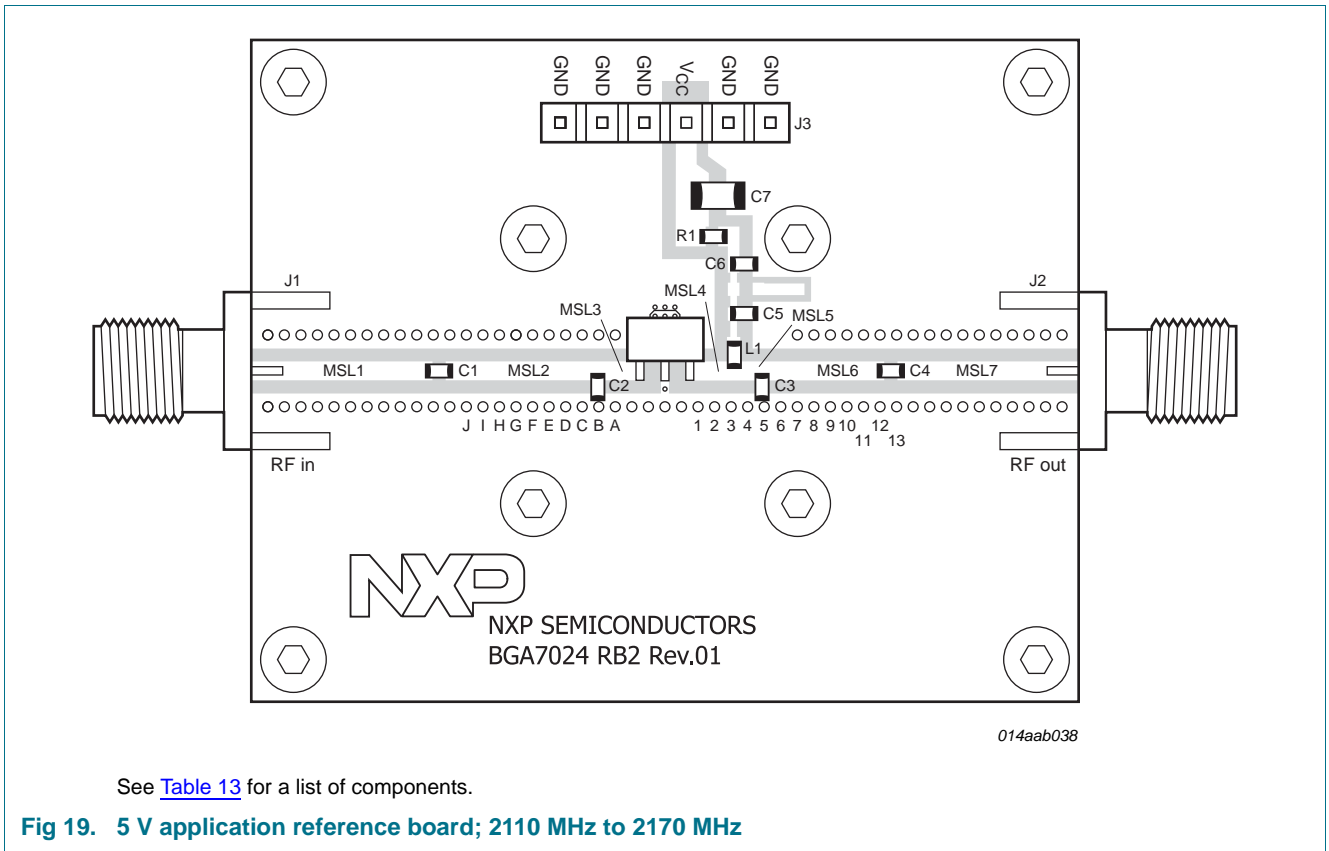 GND GND GND VCC GND GND
J3
C7
R1
C6
J1
J2
MSL4
MSL3
C5
MSL5
L1
MSL1
C1
MSL2
C2
C3
MSL6
C4
MSL7
J I H G F E D C B A
1 2 3 4 5 6 7 8 9 10 12
11 13
RF in
RF out
NXP
NXP SEMICONDUCTORS
BGA7024 RB2 Rev.01
014aab038
See Table 13 for a list of components.
Fig 19. 5 V application reference board; 2110 MHz to 2170 MHz